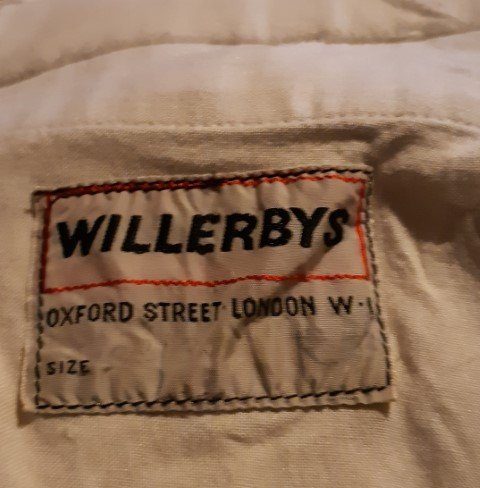 WILLERBYS
OXFORD STREET LONDON W·1
SIZE